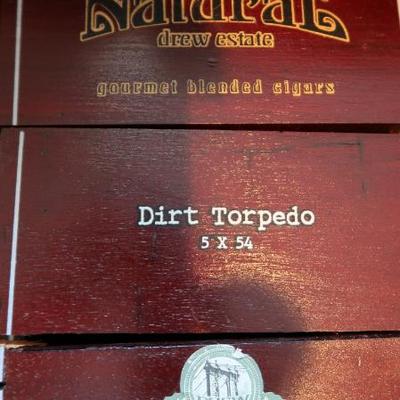 Natural
drew estate
gourmet blended cigars
Dirt Torpedo
5 X 54